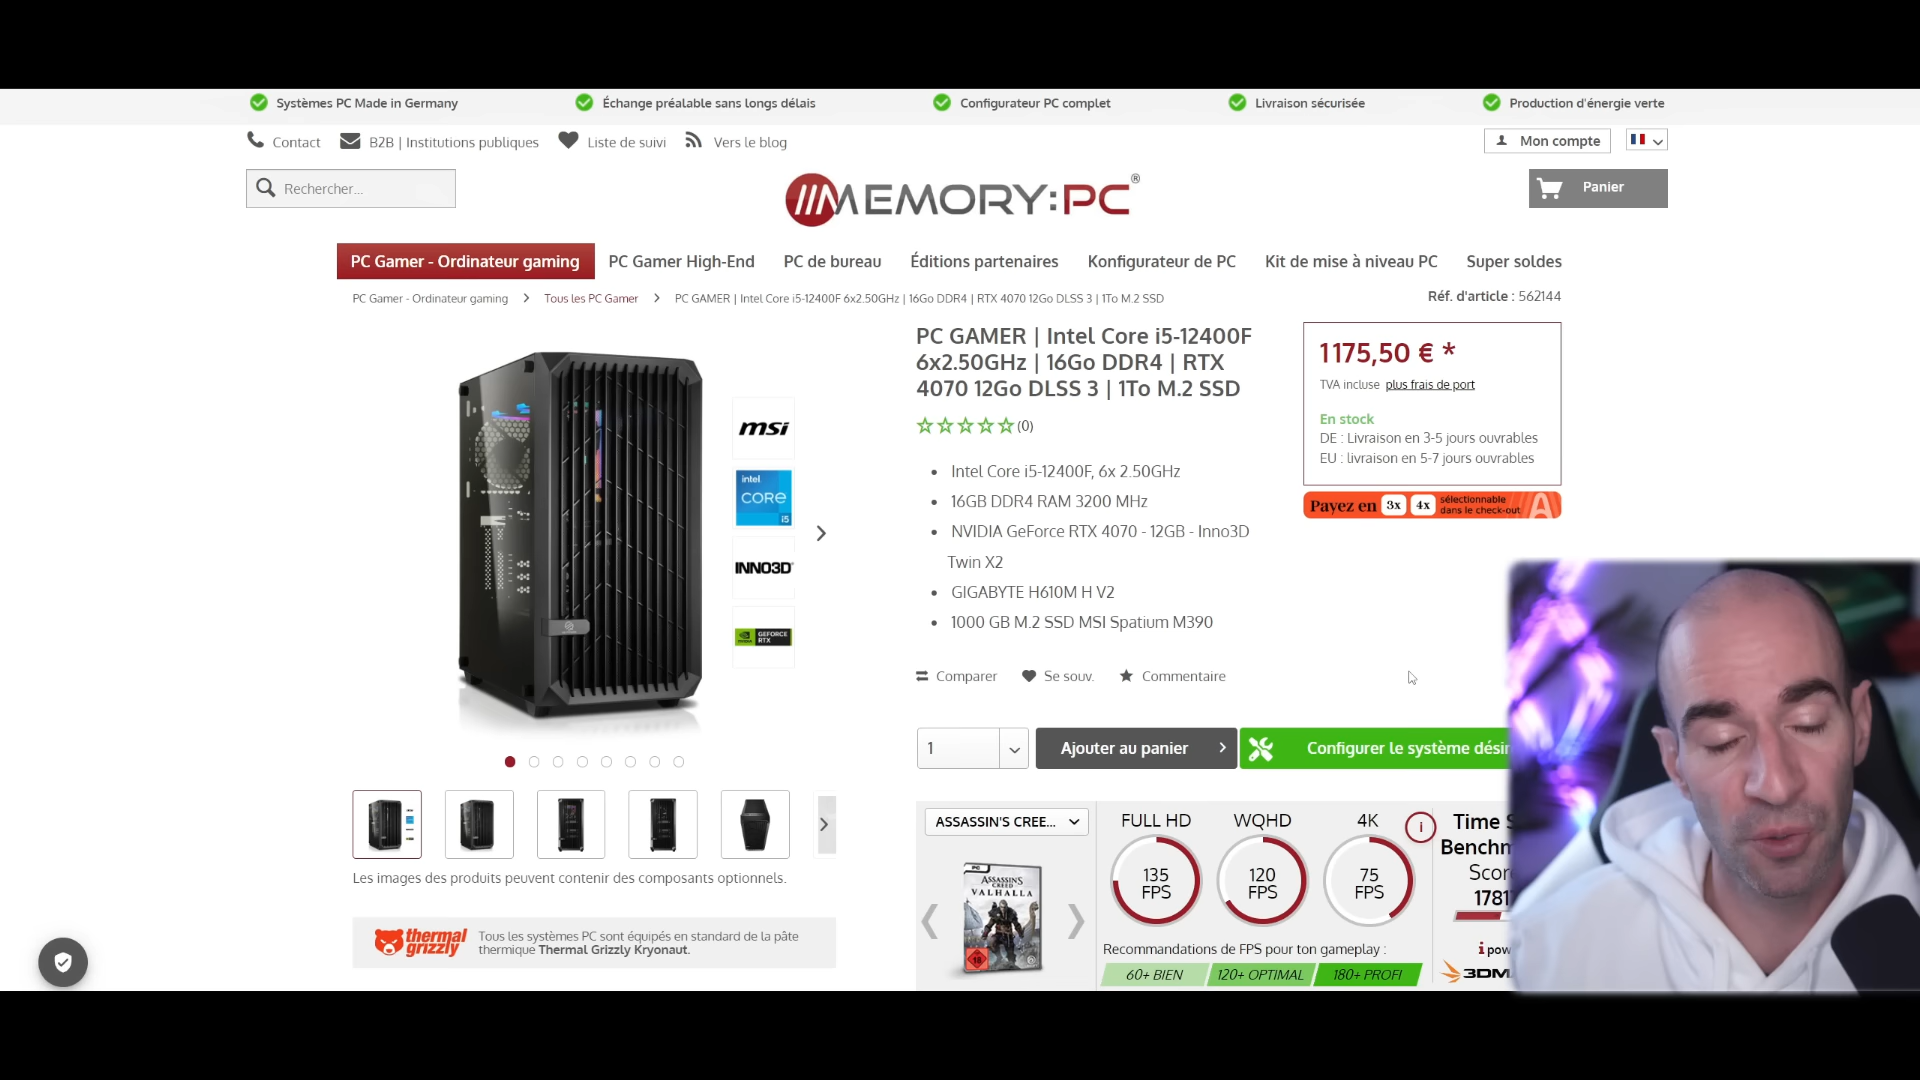 Systèmes PC Made in Germany
Échange préalable sans longs délais
Configurateur PC complet
Livraison sécurisée
Production d'énergie verte
Contact
B2B | Institutions publiques
Liste de suivi
Vers le blog
Mon compte
Rechercher...
MEMORY:PC®
Panier
PC Gamer - Ordinateur gaming
PC Gamer High-End
PC de bureau
Éditions partenaires
Konfigurateur de PC
Kit de mise à niveau PC
Super soldes
PC Gamer - Ordinateur gaming
Tous les PC Gamer
PC GAMER | Intel Core i5-12400F 6x2.50GHz | 16Go DDR4 | RTX 4070 12Go DLSS 3 | 1To M.2 SSD
Réf. d'article : 562144
PC GAMER | Intel Core i5-12400F
6x2.50GHz | 16Go DDR4 | RTX
4070 12Go DLSS 3 | 1To M.2 SSD
(0)
1 175,50 € *
TVA incluse plus frais de port
En stock
DE : Livraison en 3-5 jours ouvrables
EU : livraison en 5-7 jours ouvrables
Payez en 3x 4x sélectionnable
dans le check-out
msi
intel
CORE
i5
INNO3D
GEFORCE
RTX
Intel Core i5-12400F, 6x 2.50GHz
16GB DDR4 RAM 3200 MHz
NVIDIA GeForce RTX 4070 - 12GB - Inno3D
Twin X2
GIGABYTE H610M H V2
1000 GB M.2 SSD MSI Spatium M390
Comparer
Se souv.
Commentaire
1
Ajouter au panier
Configurer le système désir
Les images des produits peuvent contenir des composants optionnels.
thermal
grizzly
Tous les systèmes PC sont équipés en standard de la pâte
thermique Thermal Grizzly Kryonaut.
ASSASSIN'S CREE...
PC
ASSASSIN'S
CREED
VALHALLA
18
FULL HD
WQHD
4K
i
135
FPS
120
FPS
75
FPS
Recommandations de FPS pour ton gameplay :
60+ BIEN
120+ OPTIMAL
180+ PROFI
Time S
Benchm
Scor
1781
pow
3DM